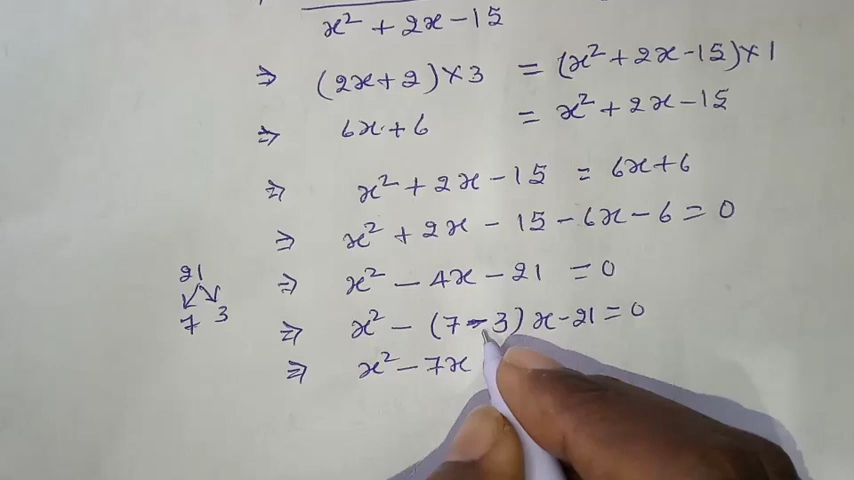 x² + 2x - 15
⇒ (2x + 2) × 3 = (x² + 2x - 15) × 1
⇒ 6x + 6 = x² + 2x - 15
⇒ x² + 2x - 15 = 6x + 6
⇒ x² + 2x - 15 - 6x - 6 = 0
21
⇒ x² - 4x - 21 = 0
7 3
⇒ x² - (7 - 3) x - 21 = 0
⇒ x² - 7x